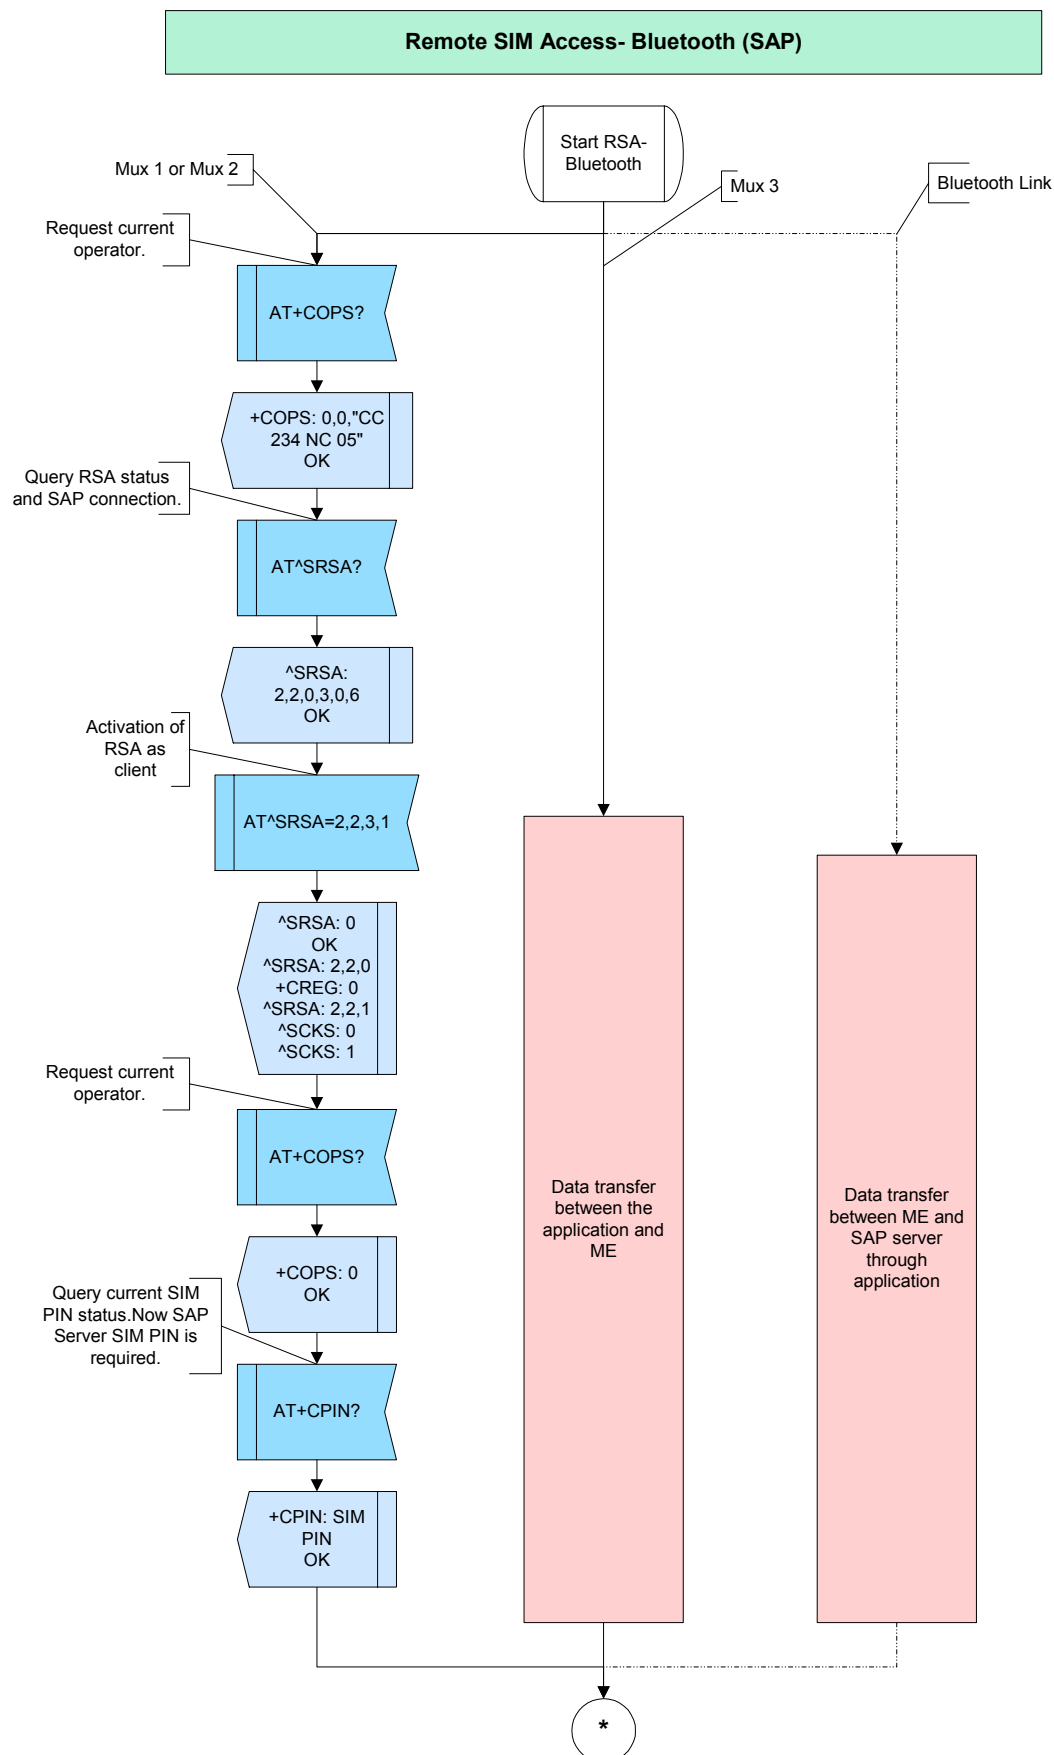 Remote SIM Access- Bluetooth (SAP)
Start RSA-
Bluetooth
Mux 1 or Mux 2
Mux 3
Bluetooth Link
Request current
operator.
AT+COPS?
+COPS: 0,0,"CC
234 NC 05"
OK
Query RSA status
and SAP connection.
AT^SRSA?
^SRSA:
2,2,0,3,0,6
OK
Activation of
RSA as
client
AT^SRSA=2,2,3,1
^SRSA: 0
OK
^SRSA: 2,2,0
+CREG: 0
^SRSA: 2,2,1
^SCKS: 0
^SCKS: 1
Request current
operator.
AT+COPS?
+COPS: 0
OK
Query current SIM
PIN status.Now SAP
Server SIM PIN is
required.
AT+CPIN?
+CPIN: SIM
PIN
OK
Data transfer
between the
application and
ME
Data transfer
between ME and
SAP server
through
application
*